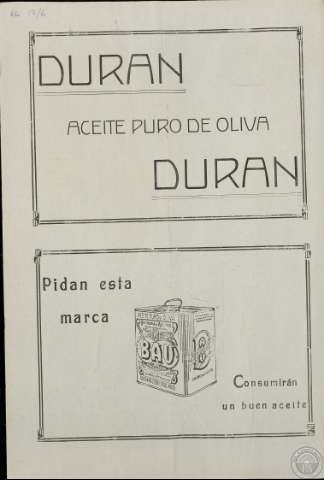 DURAN
ACEITE PURO DE OLIVA
DURAN
Pidan esta
marca
BAU
B
Consumirán
un buen aceite